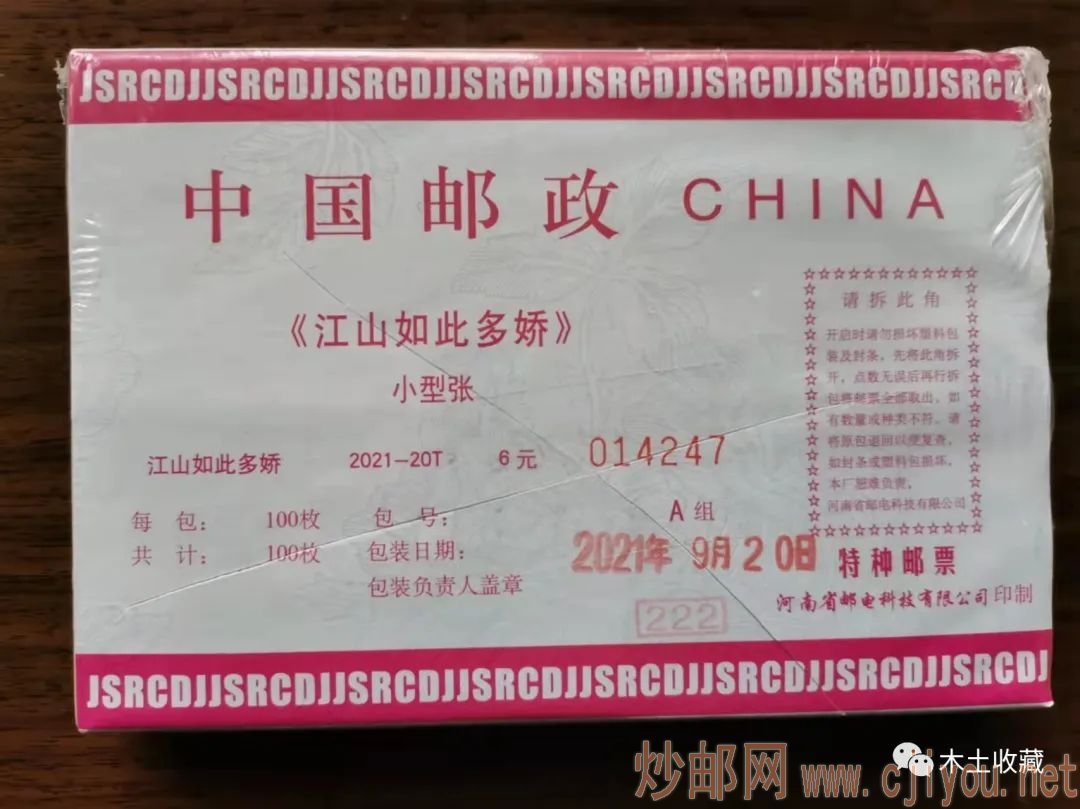 JSRCDJJSRCDJJSRCDJJSRCDJJSRCDJJSRCDJJSRCDJJSRCD
中国邮政 CHINA
《江山如此多娇》
小型张
江山如此多娇 2021-20T 6元 014247
每 包： 100枚 包 号： A 组
共 计： 100枚 包装日期： 2021年 9月20日
包装负责人盖章
222
请拆此角
开启时请勿损坏塑料包
装及封条，先将此角拆
开，点数无误后再行拆
包将邮票全部取出，如
有数量或种类不符，请
将原包退回以便复查，
如封条或塑料包损坏，
本厂恕难负责。
河南省邮电科技有限公司
特种邮票
河南省邮电科技有限公司印制
JSRCDJJSRCDJJSRCDJJSRCDJJSRCDJJSRCDJJSRCDJJSRCDJ
木土收藏
炒邮网 www.cjiyou.net